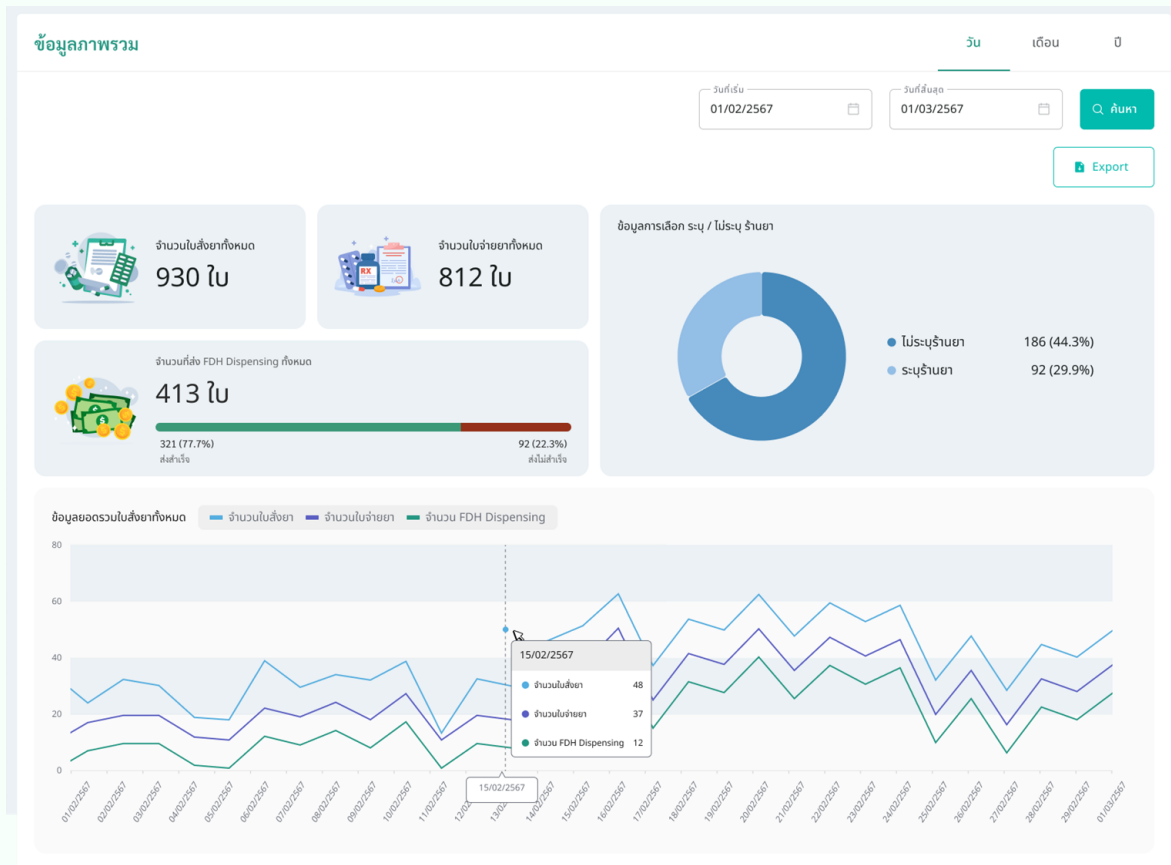 ข้อมูลภาพรวม
วัน เดือน ปี
วันที่เริ่ม
01/02/2567
วันที่สิ้นสุด
01/03/2567
ค้นหา
Export
จำนวนใบสั่งยาทั้งหมด
930 ใบ
RX
จำนวนใบจ่ายยาทั้งหมด
812 ใบ
จำนวนที่ส่ง FDH Dispensing ทั้งหมด
413 ใบ
321 (77.7%) 92 (22.3%)
ส่งสำเร็จ ส่งไม่สำเร็จ
ข้อมูลการเลือก ระบุ / ไม่ระบุ ร้านยา
ไม่ระบุร้านยา 186 (44.3%)
ระบุร้านยา 92 (29.9%)
ข้อมูลยอดรวมใบสั่งยาทั้งหมด จำนวนใบสั่งยา จำนวนใบจ่ายยา จำนวน FDH Dispensing
80
60
40
20
0
15/02/2567
จำนวนใบสั่งยา 48
จำนวนใบจ่ายยา 37
จำนวน FDH Dispensing 12
15/02/2567
01/02/2567 02/02/2567 03/02/2567 04/02/2567 05/02/2567 06/02/2567 07/02/2567 08/02/2567 09/02/2567 10/02/2567 11/02/2567 14/02/2567 15/02/2567 16/02/2567 17/02/2567 18/02/2567 19/02/2567 20/02/2567 21/02/2567 22/02/2567 23/02/2567 24/02/2567 25/02/2567 26/02/2567 27/02/2567 28/02/2567 29/02/2567 01/03/2567